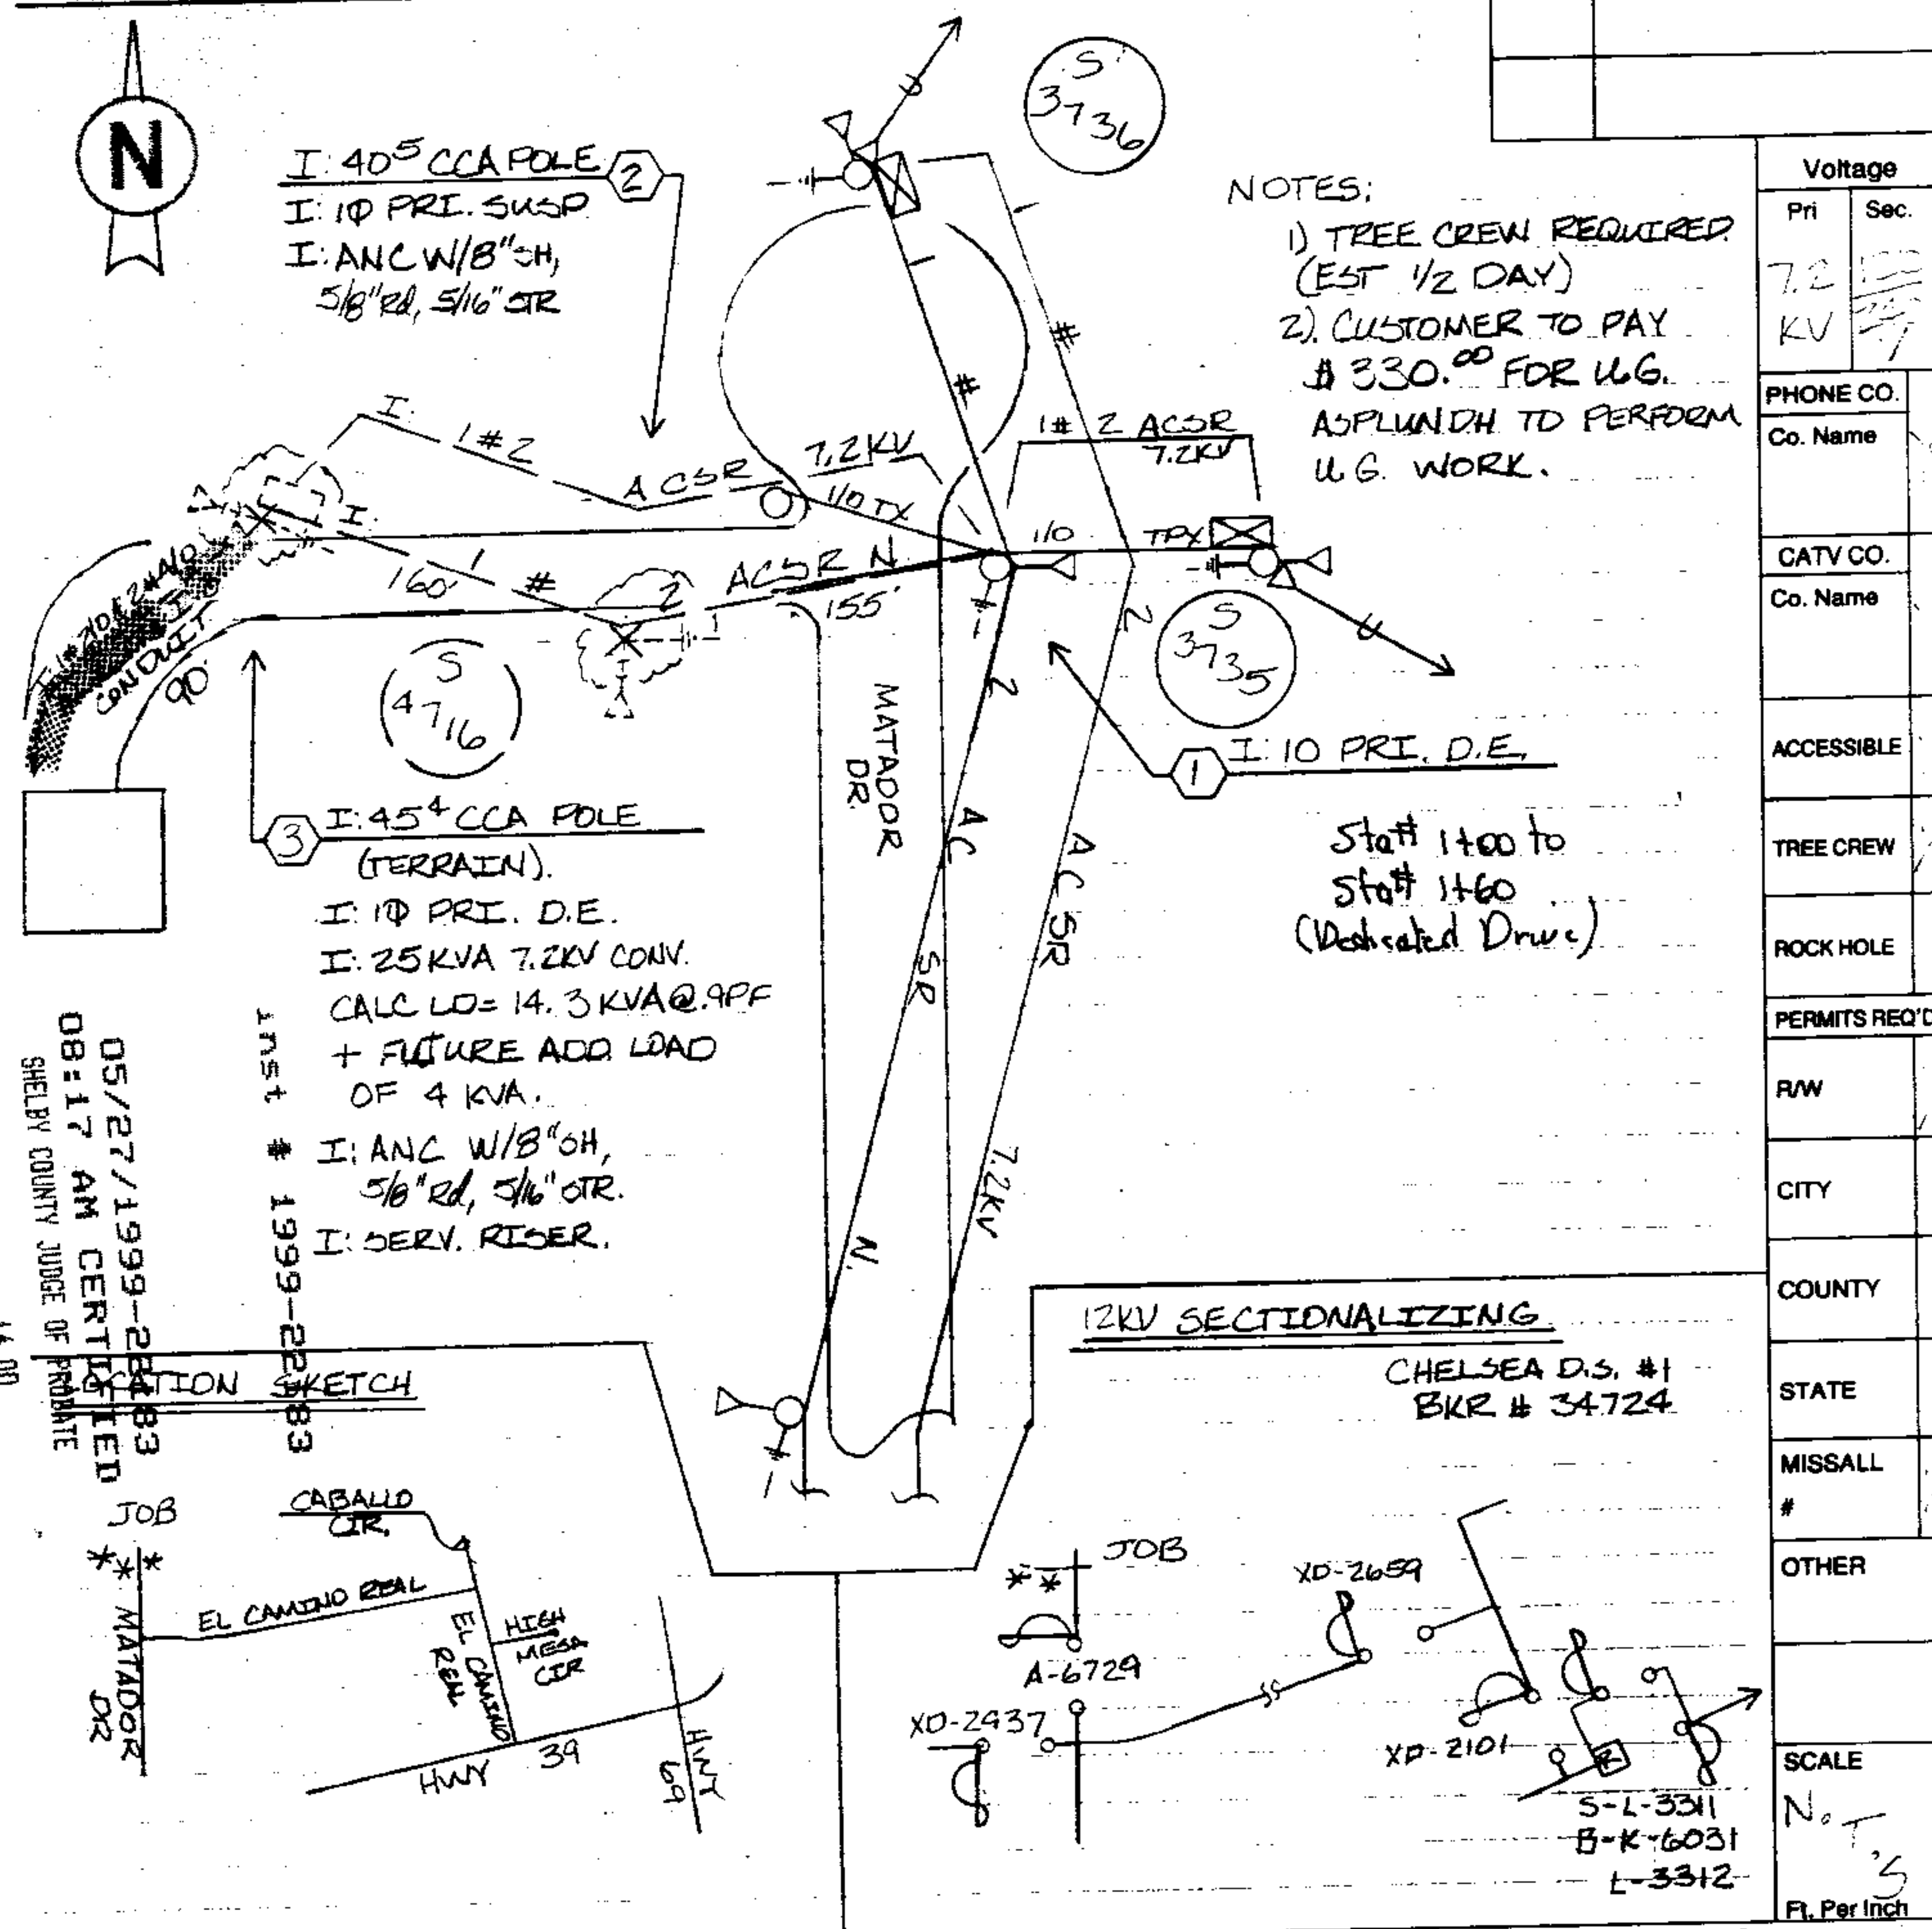 N
I: 40⁵ CCA POLE
2
I: 1Φ PRI. SUSP
I: ANC W/8"SH,
5/8" Rd, 5/16" STR
S
3736
NOTES:
1) TREE CREW REQUIRED
(EST 1/2 DAY)
2). CUSTOMER TO PAY
$ 330.⁰⁰ FOR U.G.
ASPLUNDH TO PERFORM
U.G. WORK.
Voltage
Pri
Sec.
7.2
KV
PHONE CO.
Co. Name
CATV CO.
Co. Name
ACCESSIBLE
TREE CREW
ROCK HOLE
PERMITS REQ'D
R/W
CITY
COUNTY
STATE
MISSALL
#
OTHER
SCALE
N.T.S
Ft. Per Inch
I: 1 # 2 ACSR 7.2KV
1/0 TX
1# 2 ACSR
7.2KV
1/0 TPX
I: 1 # 2 ACSR N
160'
155'
CONDUIT
90'
S
4716
S
3735
1 # 2 ACSR N.
1 # 2 ACSR 7.2KV
MATADOR
DR.
1
I: 10 PRI. D.E.
Sta# 1+00 to
Sta# 1+60
(Dedicated Drive)
3
I: 45⁴ CCA POLE
(TERRAIN).
I: 1Φ PRI. D.E.
I: 25KVA 7.2KV CONV.
CALC LD= 14.3 KVA@.9PF
+ FUTURE ADD. LOAD
OF 4 KVA.
I: ANC W/8"SH,
5/8" Rd, 5/16" STR.
I: SERV. RISER.
Inst # 1999-22283
05/27/1999-22283
08:17 AM CERTIFIED
SHELBY COUNTY JUDGE OF PROBATE
LOCATION SKETCH
JOB
CABALLO
CIR.
EL CAMINO REAL
MATADOR
DR
EL CAMINO
REAL
HIGH
MESA
CIR
HWY 39
HWY
69
12KV SECTIONALIZING
CHELSEA D.S. #1
BKR # 34724
JOB
A-6729
XD-2659
XD-2937
XD-2101
R
S-L-3311
B-K-6031
L-3312